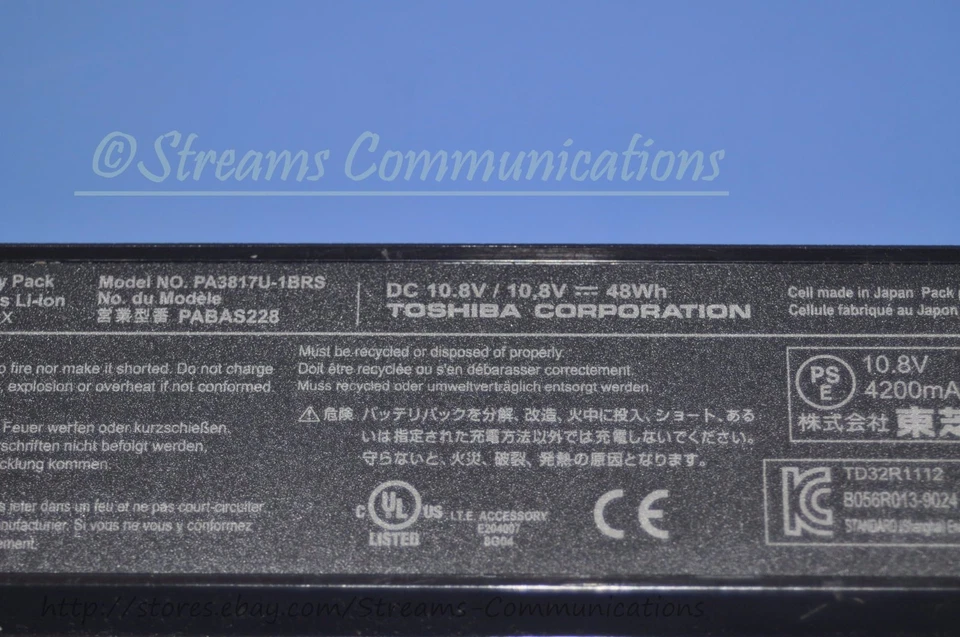 ©Streams Communications
y Pack
s Li-Ion
X
Model NO. PA3817U-1BRS
No. du Modèle
営業型番 PABAS228
DC 10.8V / 10,8V ⎓ 48Wh
TOSHIBA CORPORATION
Cell made in Japan Pack
Cellule fabriqué au Japon
o fire nor make it shorted. Do not charge
, explosion or overheat if not conformed.
Feuer werfen oder kurzschließen.
rschriften nicht befolgt werden,
cklung kommen.
s jeter dans un feu et ne pas court-circuiter.
nufacturier. Si vous ne vous y conformez
ement.
Must be recycled or disposed of properly.
Doit être recyclée ou s'en débarasser correctement.
Muss recycled oder umweltverträglich entsorgt werden.
⚠ 危険 バッテリパックを分解、改造、火中に投入、ショート、ある
いは指定された充電方法以外では充電しないでください。
守らないと、火災、破裂、発熱の原因となります。
c UL US
LISTED
I.T.E. ACCESSORY
E204007
8G04
CE
PS
E
10.8V
4200mA
株式会社 東芝
KC
TD32R1112
B056R013-9024
STANDARD
http://stores.ebay.com/Streams-Communications